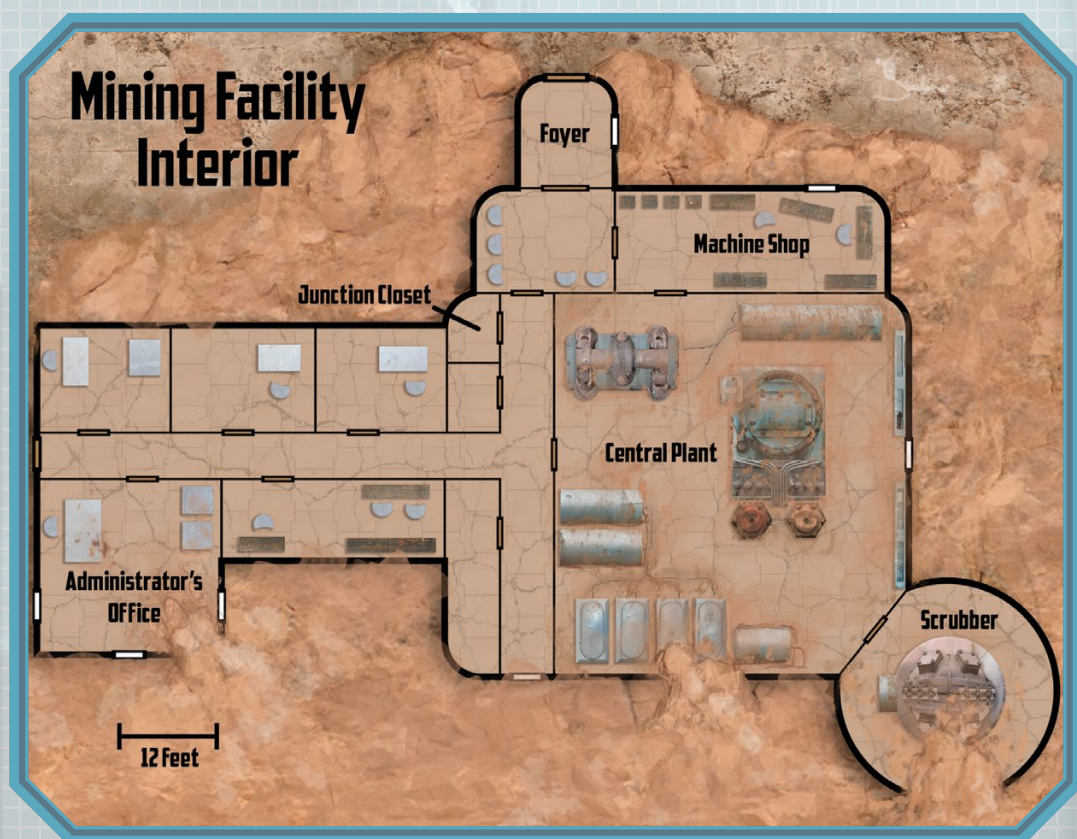 Mining Facility
Interior
Foyer
Machine Shop
Junction Closet
Central Plant
Administrator's
Office
Scrubber
12 Feet